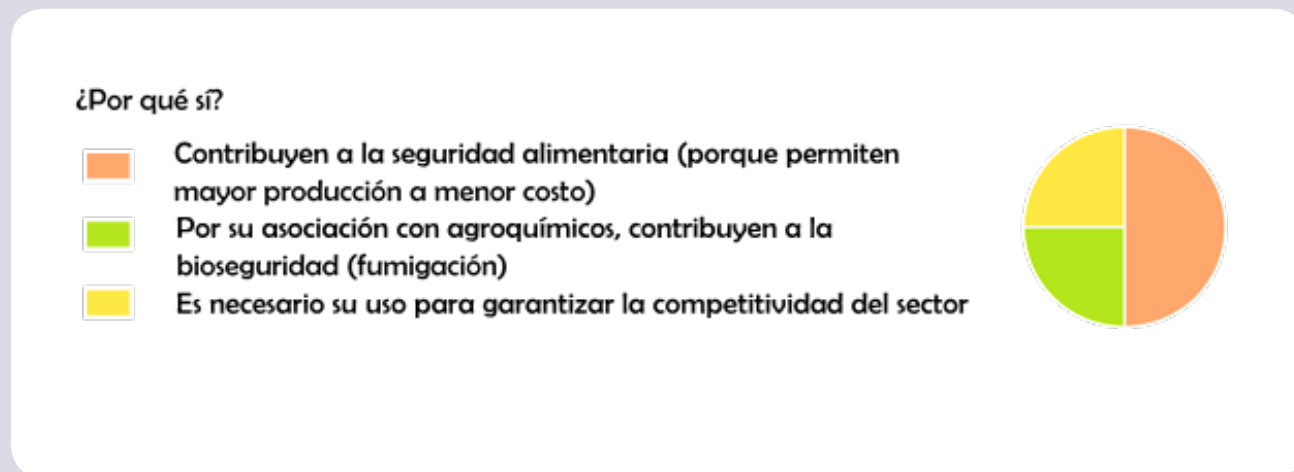 ¿Por qué sí?
Contribuyen a la seguridad alimentaria (porque permiten
mayor producción a menor costo)
Por su asociación con agroquímicos, contribuyen a la
bioseguridad (fumigación)
Es necesario su uso para garantizar la competitividad del sector